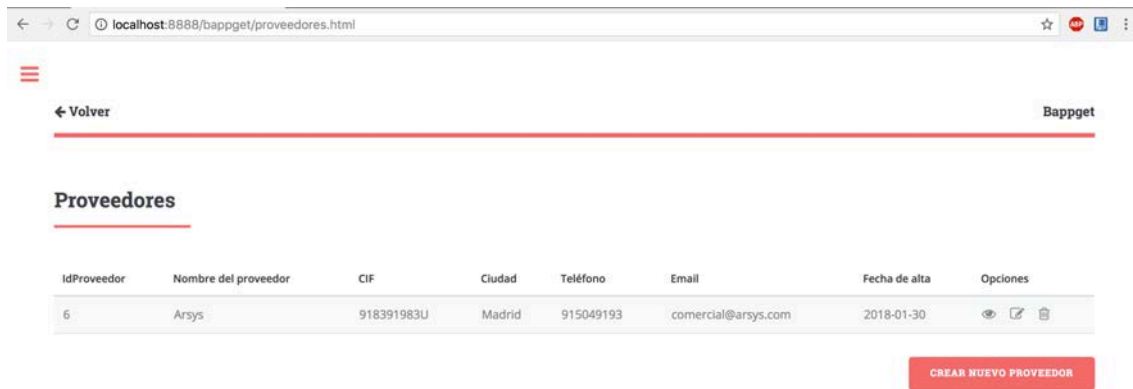 localhost:8888/bappget/proveedores.html
ABP
Volver Bappget
Proveedores
IdProveedor Nombre del proveedor CIF Ciudad Teléfono Email Fecha de alta Opciones
6 Arsys 918391983U Madrid 915049193 comercial@arsys.com 2018-01-30
CREAR NUEVO PROVEEDOR